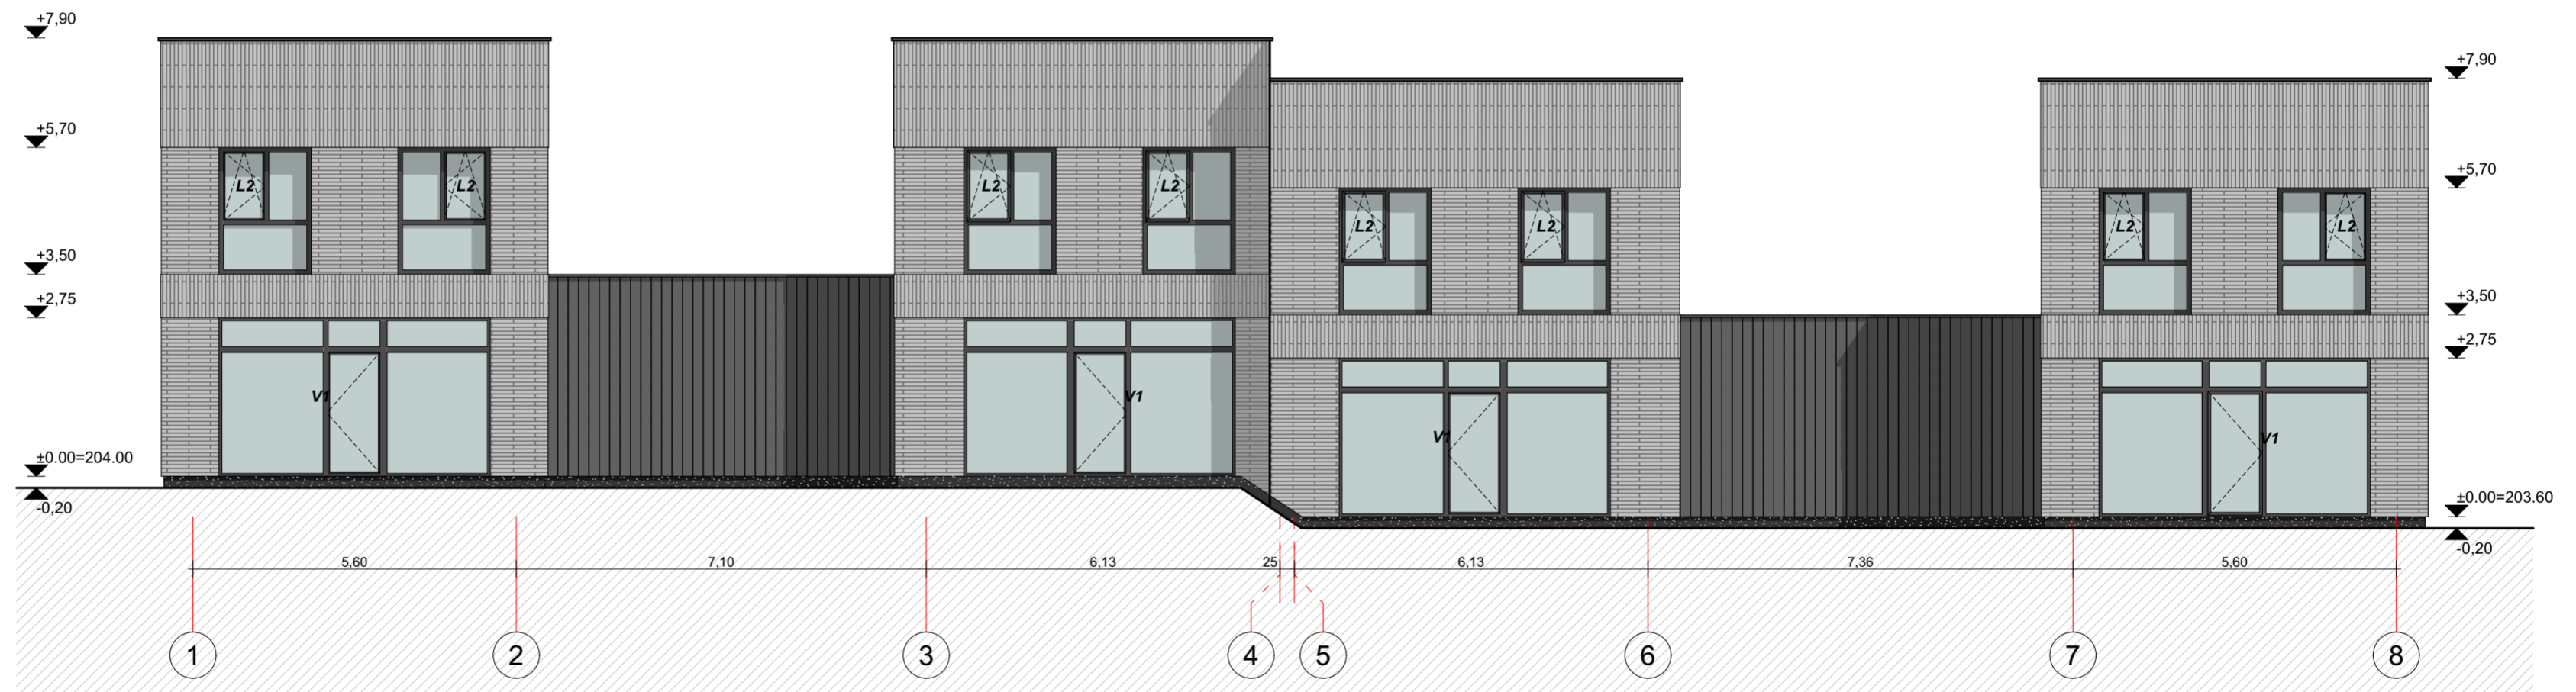 +7,90
+7,90
+5,70
+5,70
L2
L2
L2
L2
L2
L2
L2
L2
+3,50
+3,50
+2,75
+2,75
V1
V1
V1
V1
±0.00=204.00
±0.00=203.60
-0,20
-0,20
5,60
7,10
6,13
25
6,13
7,36
5,60
1
2
3
4
5
6
7
8